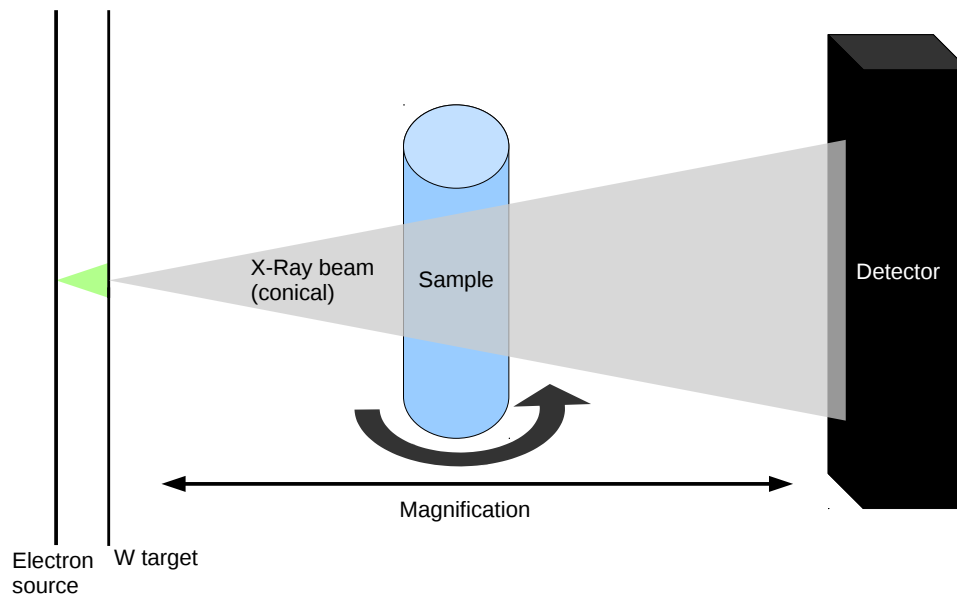 X-Ray beam
(conical)
Sample
Detector
Magnification
Electron
source
W target